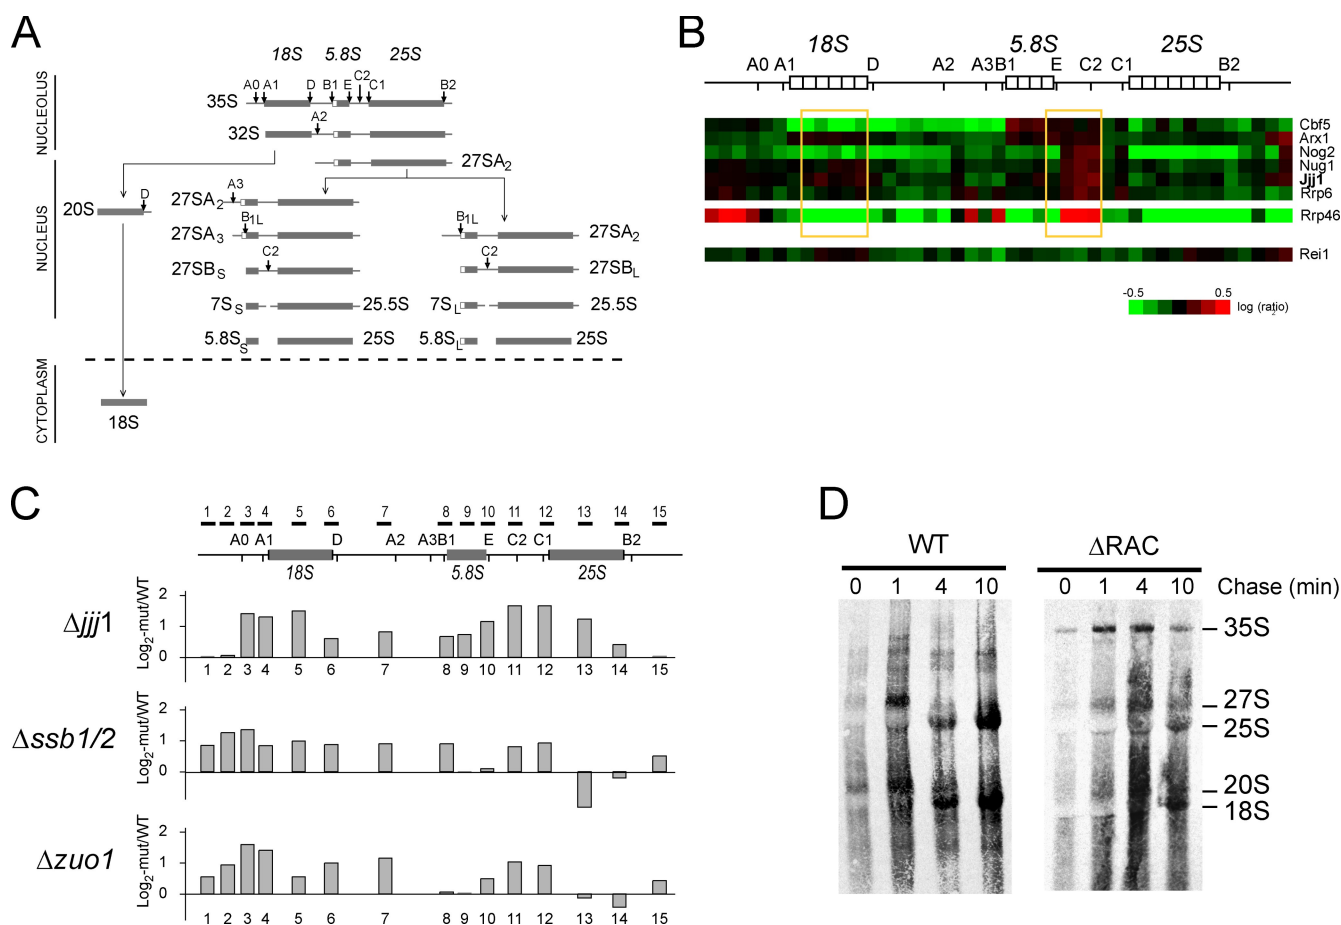 A
18S 5.8S 25S
A0 A1 D B1 E C2 C1 B2
35S
A2
32S
27SA2
D
20S
A3
27SA2
B1L
27SA3
C2
27SBS
7SS 25.5S
5.8SS 25S
B1L
27SA2
C2
27SBL
7SL 25.5S
5.8SL 25S
18S
NUCLEOLUS
NUCLEUS
CYTOPLASM
B
18S 5.8S 25S
A0 A1 D A2 A3 B1 E C2 C1 B2
Cbf5
Arx1
Nog2
Nug1
Jjj1
Rrp6
Rrp46
Rei1
-0.5 0.5
log2(ratio)
C
1 2 3 4 5 6 7 8 9 10 11 12 13 14 15
A0 A1 D A2 A3 B1 E C2 C1 B2
18S 5.8S 25S
Δjjj1
Log2-mut/WT
2
1
0
1 2 3 4 5 6 7 8 9 10 11 12 13 14 15
Δssb1/2
Log2-mut/WT
2
1
0
Δzuo1
Log2-mut/WT
2
1
0
1 2 3 4 5 6 7 8 9 10 11 12 13 14 15
D
WT ΔRAC
0 1 4 10 0 1 4 10 Chase (min)
35S
27S
25S
20S
18S